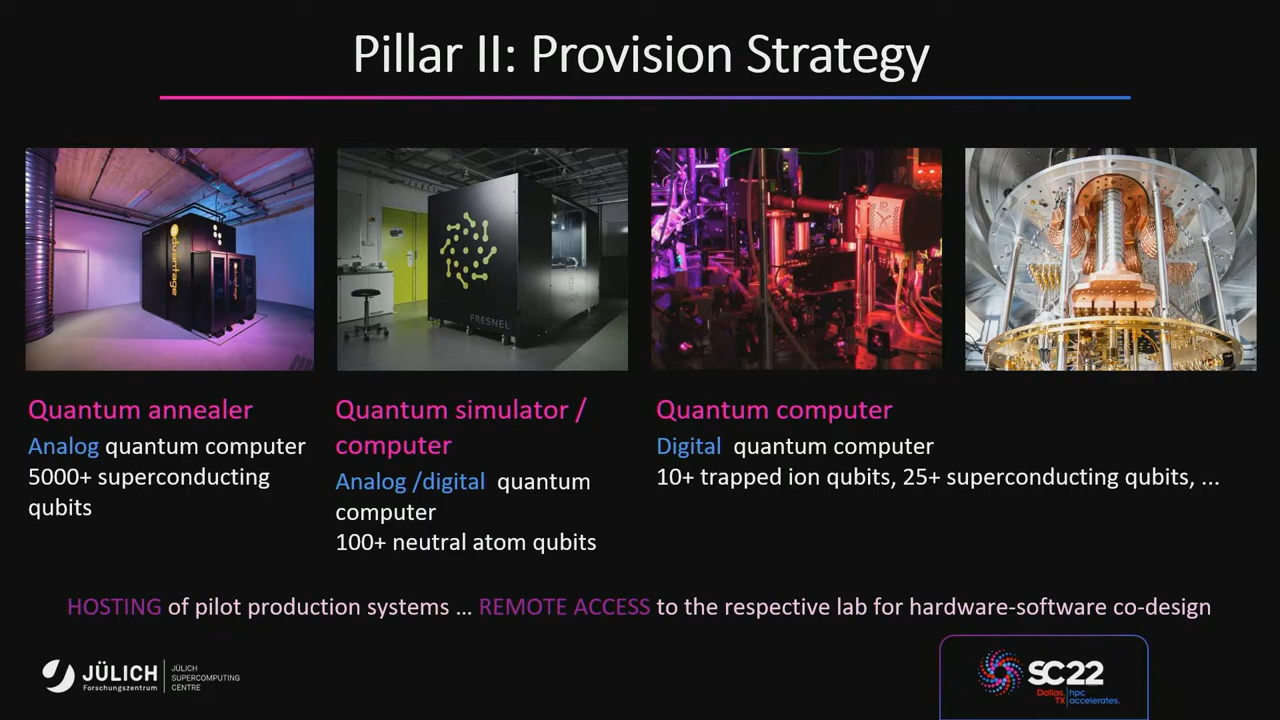 Pillar II: Provision Strategy
Advantage
FRESNEL
Quantum annealer
Analog quantum computer
5000+ superconducting
qubits
Quantum simulator /
computer
Analog /digital quantum
computer
100+ neutral atom qubits
Quantum computer
Digital quantum computer
10+ trapped ion qubits, 25+ superconducting qubits, ...
HOSTING of pilot production systems ... REMOTE ACCESS to the respective lab for hardware-software co-design
JÜLICH
Forschungszentrum
JÜLICH
SUPERCOMPUTING
CENTRE
SC22
Dallas, TX
hpc
accelerates.